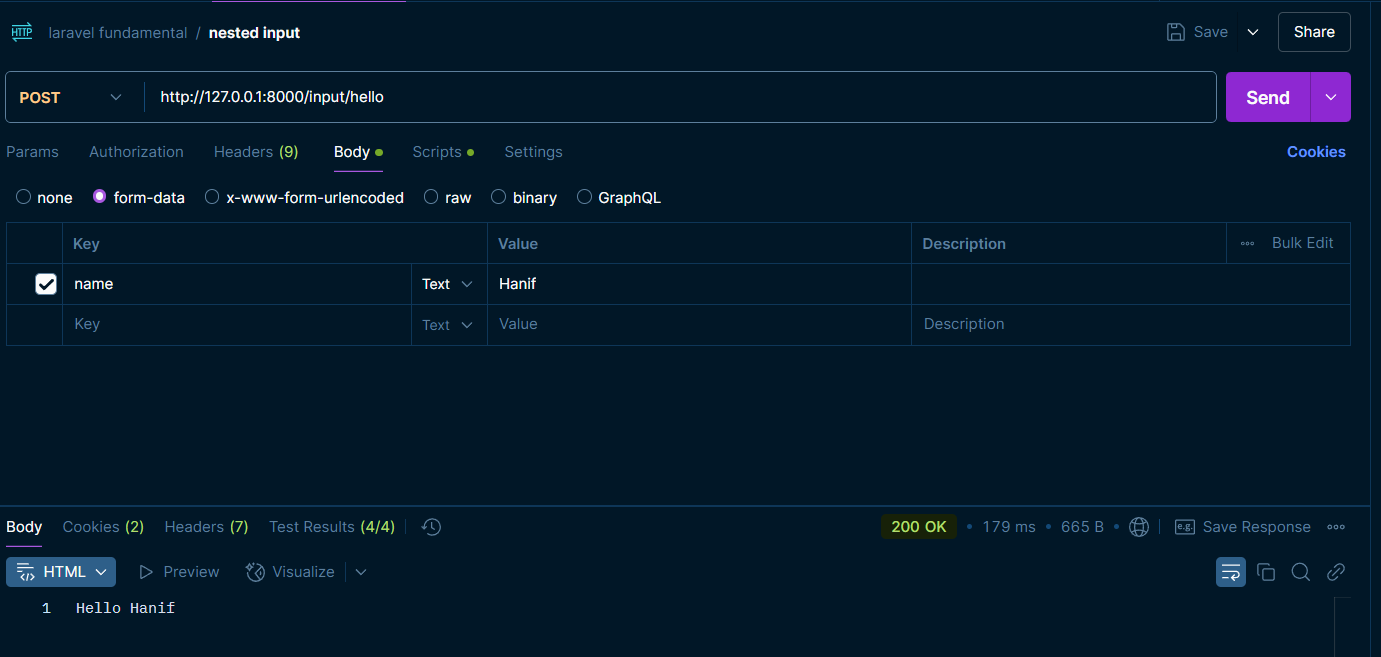 HTTP laravel fundamental / nested input Save Share
POST http://127.0.0.1:8000/input/hello Send
Params Authorization Headers (9) Body Scripts Settings Cookies
none form-data x-www-form-urlencoded raw binary GraphQL
Key Value Description Bulk Edit
name Text Hanif
Key Text Value Description
Body Cookies (2) Headers (7) Test Results (4/4) 200 OK • 179 ms • 665 B • e.g. Save Response
HTML Preview Visualize
1 Hello Hanif